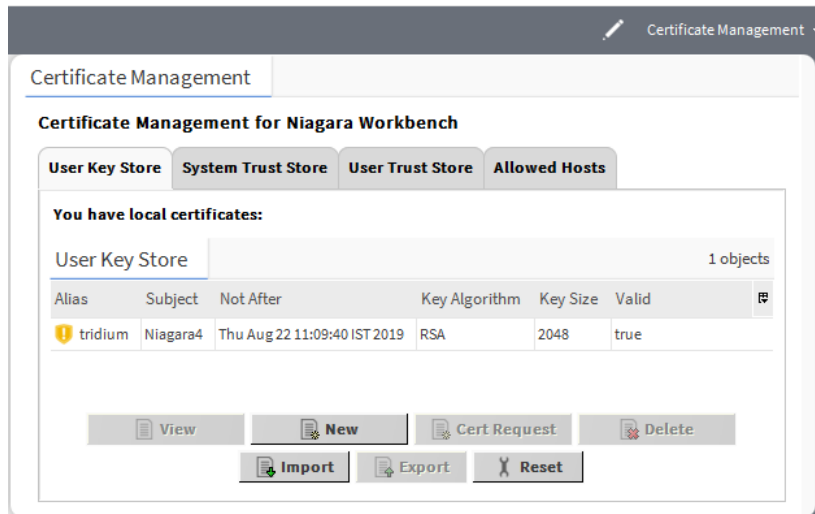 Certificate Management
Certificate Management
Certificate Management for Niagara Workbench
User Key Store System Trust Store User Trust Store Allowed Hosts
You have local certificates:
User Key Store 1 objects
Alias Subject Not After Key Algorithm Key Size Valid
tridium Niagara4 Thu Aug 22 11:09:40 IST 2019 RSA 2048 true
View New Cert Request Delete
Import Export Reset